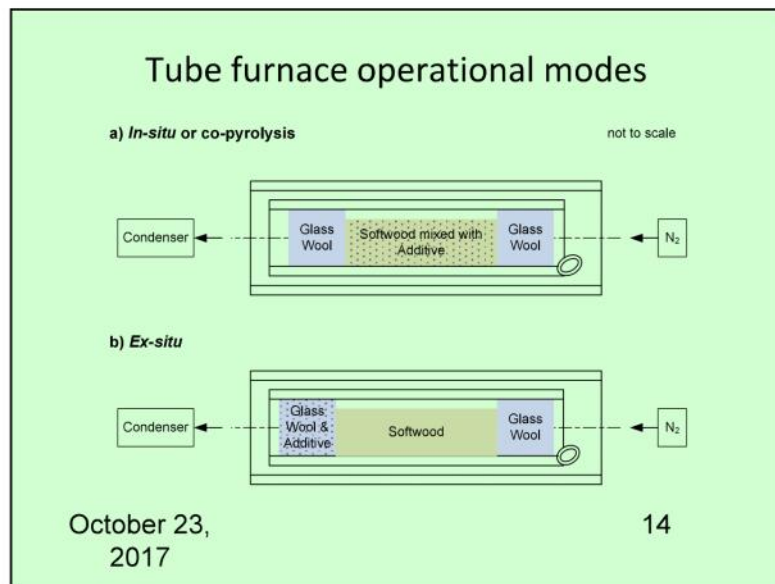 Tube furnace operational modes
a) In-situ or co-pyrolysis
not to scale
Condenser
Glass
Wool
Softwood mixed with
Additive.
Glass
Wool
N₂
b) Ex-situ
Condenser
Glass
Wool &
Additive
Softwood
Glass
Wool
N₂
October 23,
2017
14